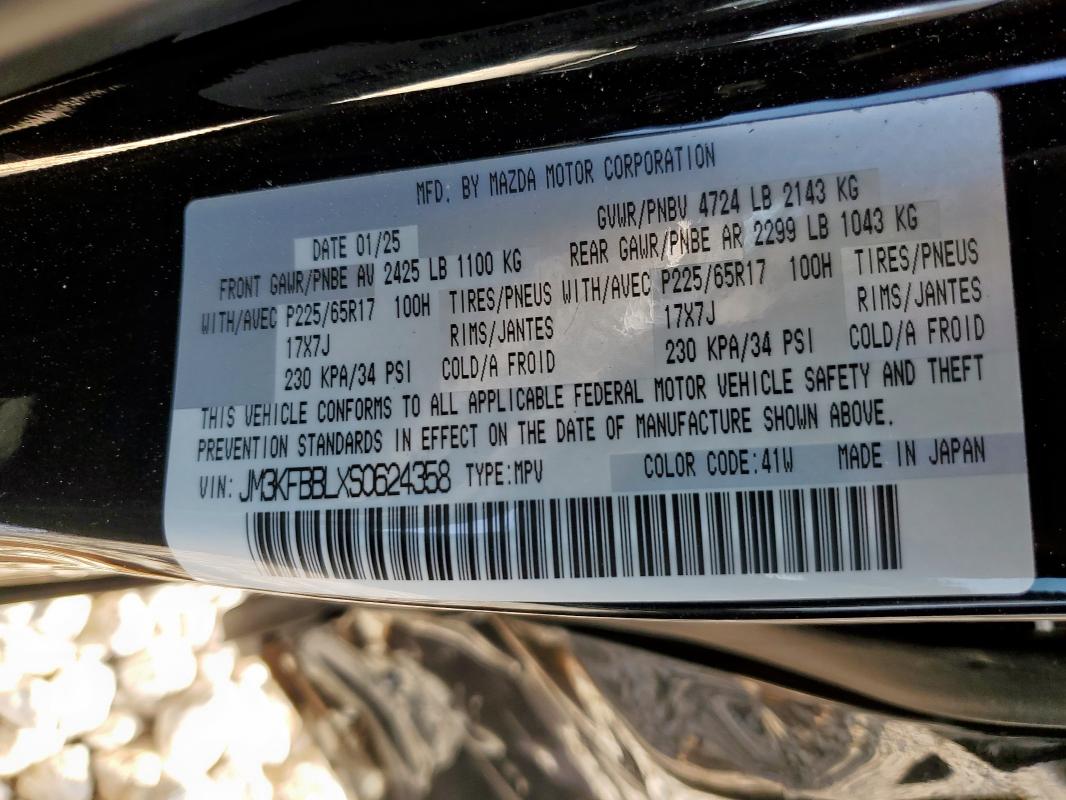 MFD. BY MAZDA MOTOR CORPORATION
DATE 01/25 GVWR/PNBV 4724 LB 2143 KG
FRONT GAWR/PNBE AV 2425 LB 1100 KG REAR GAWR/PNBE AR 2299 LB 1043 KG
WITH/AVEC P225/65R17 100H TIRES/PNEUS WITH/AVEC P225/65R17 100H TIRES/PNEUS
17X7J RIMS/JANTES 17X7J RIMS/JANTES
230 KPA/34 PSI COLD/A FROID 230 KPA/34 PSI COLD/A FROID
THIS VEHICLE CONFORMS TO ALL APPLICABLE FEDERAL MOTOR VEHICLE SAFETY AND THEFT
PREVENTION STANDARDS IN EFFECT ON THE DATE OF MANUFACTURE SHOWN ABOVE.
VIN: JM3KFBBLXS0624358 TYPE:MPV COLOR CODE:41W MADE IN JAPAN